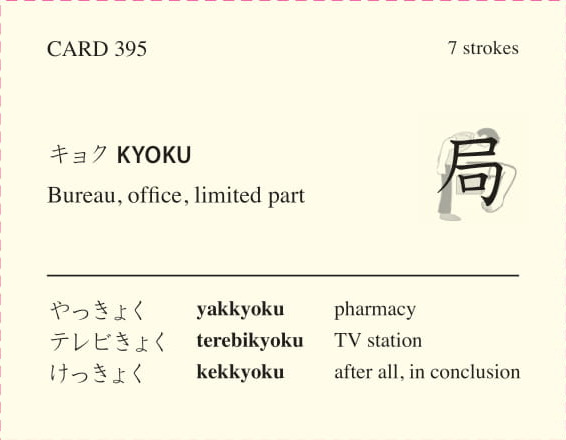 CARD 395
7 strokes
キョク KYOKU
Bureau, office, limited part
局
やっきょく yakkyoku pharmacy
テレビきょく terebikyoku TV station
けっきょく kekkyoku after all, in conclusion